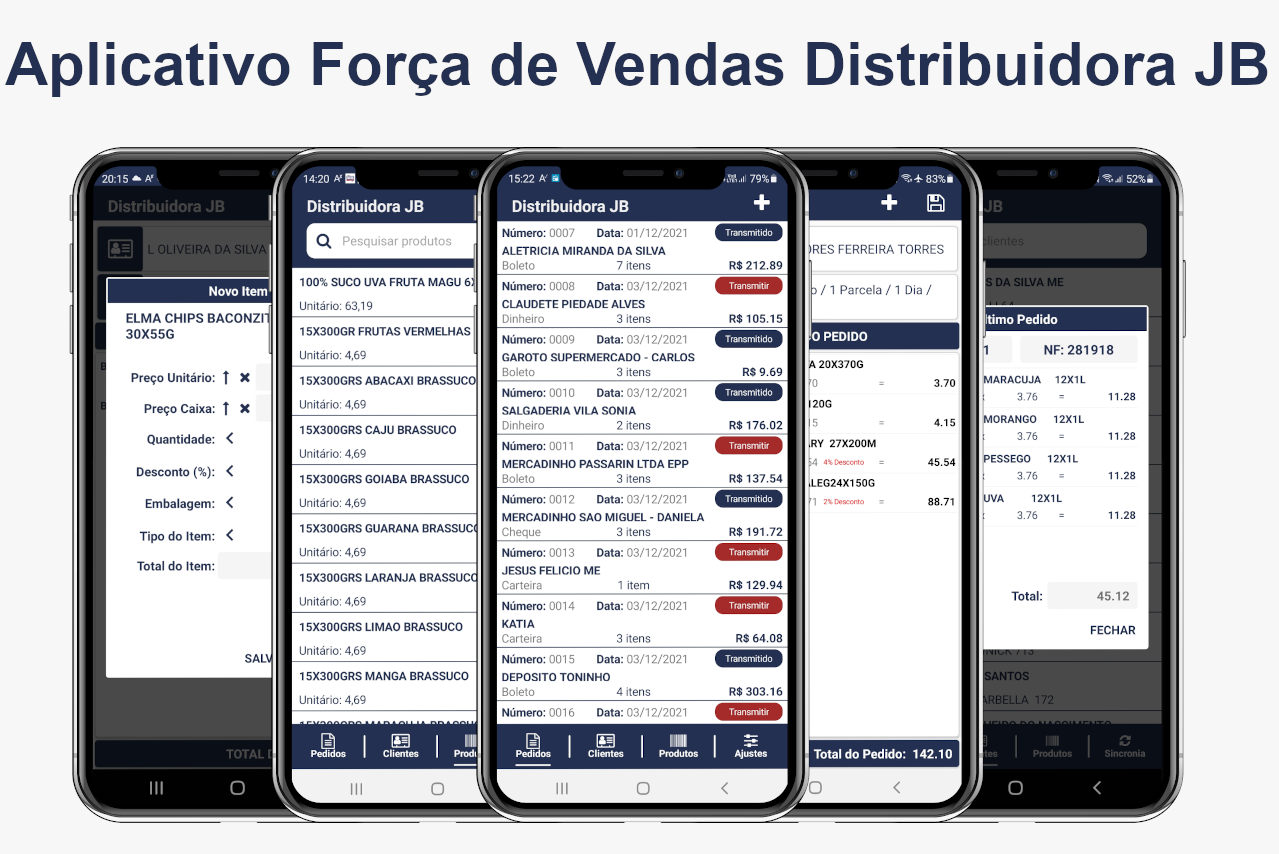 Aplicativo Força de Vendas Distribuidora JB
20:15
Distribuidora JB
L OLIVEIRA DA SILVA
Novo Item
ELMA CHIPS BACONZIT
30X55G
Preço Unitário:
Preço Caixa:
Quantidade:
Desconto (%):
Embalagem:
Tipo do Item:
Total do Item:
SALV
TOTAL D
14:20
Distribuidora JB
Pesquisar produtos
100% SUCO UVA FRUTA MAGU 6X
Unitário: 63,19
15X300GR FRUTAS VERMELHAS
Unitário: 4,69
15X300GRS ABACAXI BRASSUCO
Unitário: 4,69
15X300GRS CAJU BRASSUCO
Unitário: 4,69
15X300GRS GOIABA BRASSUCO
Unitário: 4,69
15X300GRS GUARANA BRASSUCO
Unitário: 4,69
15X300GRS LARANJA BRASSUCO
Unitário: 4,69
15X300GRS LIMAO BRASSUCO
Unitário: 4,69
15X300GRS MANGA BRASSUCO
Unitário: 4,69
15X300GRS MARACUJA BRASSUC
Pedidos Clientes Produ
15:22 79%
Distribuidora JB
Número: 0007 Data: 01/12/2021 Transmitido
ALETRICIA MIRANDA DA SILVA
Boleto 7 itens R$ 212.89
Número: 0008 Data: 03/12/2021 Transmitir
CLAUDETE PIEDADE ALVES
Dinheiro 3 itens R$ 105.15
Número: 0009 Data: 03/12/2021 Transmitido
GAROTO SUPERMERCADO - CARLOS
Boleto 3 itens R$ 9.69
Número: 0010 Data: 03/12/2021 Transmitido
SALGADERIA VILA SONIA
Dinheiro 2 itens R$ 176.02
Número: 0011 Data: 03/12/2021 Transmitir
MERCADINHO PASSARIN LTDA EPP
Boleto 3 itens R$ 137.54
Número: 0012 Data: 03/12/2021 Transmitido
MERCADINHO SAO MIGUEL - DANIELA
Cheque 3 itens R$ 191.72
Número: 0013 Data: 03/12/2021 Transmitir
JESUS FELICIO ME
Carteira 1 item R$ 129.94
Número: 0014 Data: 03/12/2021 Transmitir
KATIA
Carteira 3 itens R$ 64.08
Número: 0015 Data: 03/12/2021 Transmitido
DEPOSITO TONINHO
Boleto 4 itens R$ 303.16
Número: 0016 Data: 03/12/2021 Transmitir
Pedidos Clientes Produtos Ajustes
83%
ORES FERREIRA TORRES
o / 1 Parcela / 1 Dia /
O PEDIDO
A 20X370G
70 = 3.70
120G
15 = 4.15
ARY 27X200M
54 4% Desconto = 45.54
ALEG24X150G
71 2% Desconto = 88.71
Total do Pedido: 142.10
52%
JB
clientes
S DA SILVA ME
ltimo Pedido
1 NF: 281918
MARACUJA 12X1L
3.76 = 11.28
MORANGO 12X1L
3.76 = 11.28
PESSEGO 12X1L
3.76 = 11.28
UVA 12X1L
3.76 = 11.28
Total: 45.12
FECHAR
NICK 713
SANTOS
ARBELLA 172
Produtos Sincronia